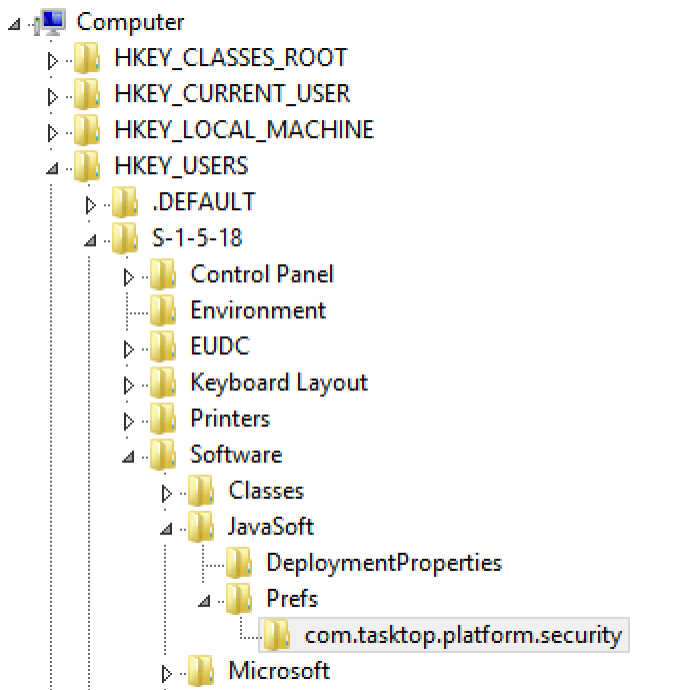 Computer
HKEY_CLASSES_ROOT
HKEY_CURRENT_USER
HKEY_LOCAL_MACHINE
HKEY_USERS
.DEFAULT
S-1-5-18
Control Panel
Environment
EUDC
Keyboard Layout
Printers
Software
Classes
JavaSoft
DeploymentProperties
Prefs
com.tasktop.platform.security
Microsoft